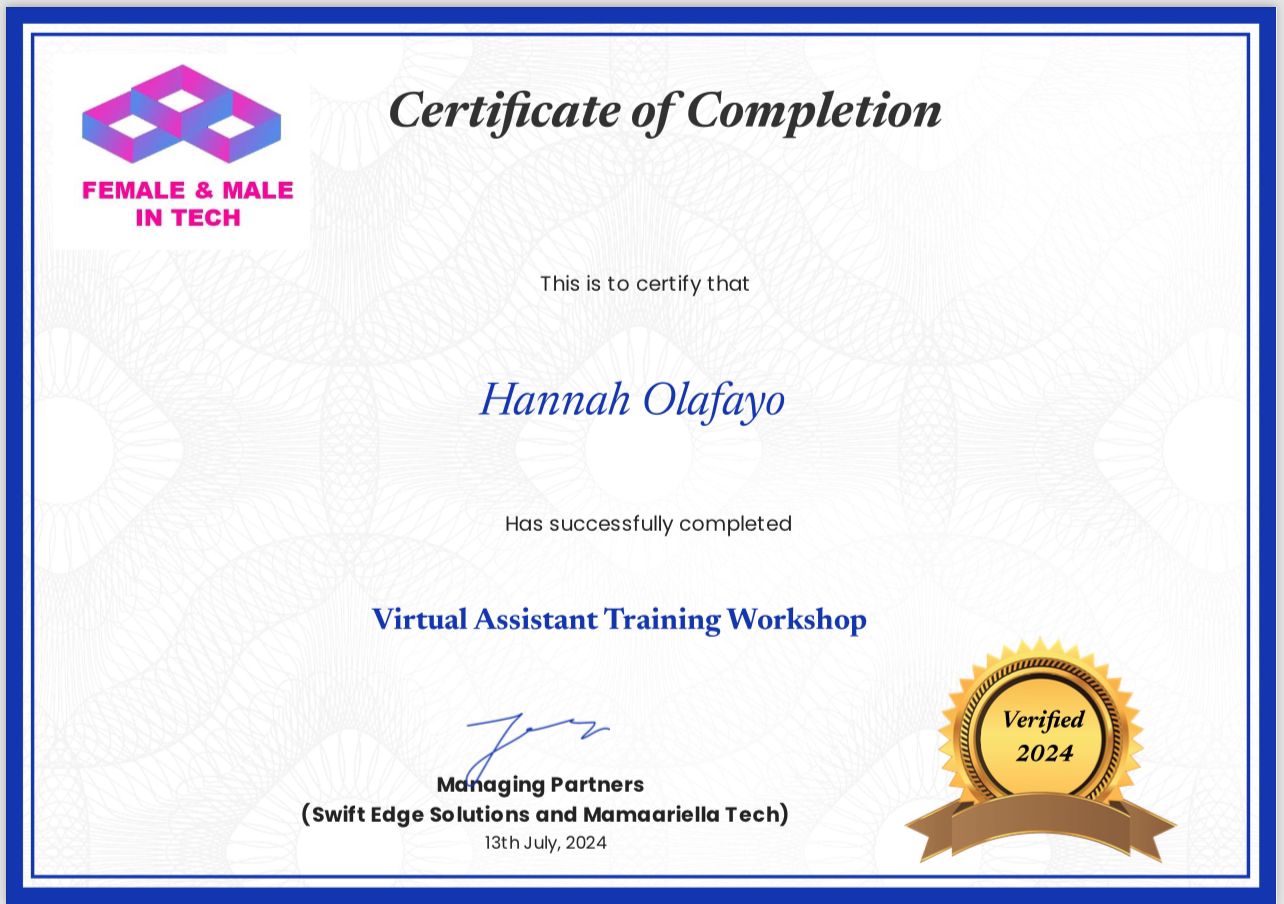 Certificate of Completion
FEMALE & MALE
IN TECH
This is to certify that
Hannah Olafayo
Has successfully completed
Virtual Assistant Training Workshop
Verified
2024
Managing Partners
(Swift Edge Solutions and Mamaariella Tech)
13th July, 2024